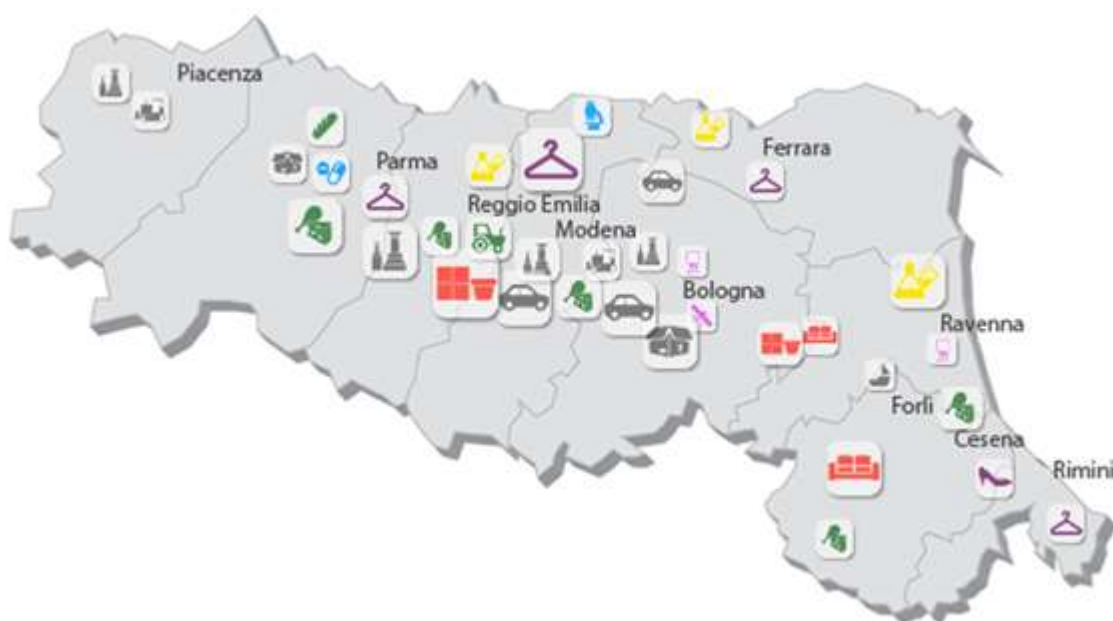 Piacenza
Parma
Ferrara
Reggio Emilia
Modena
Bologna
Ravenna
Forlì
Cesena
Rimini